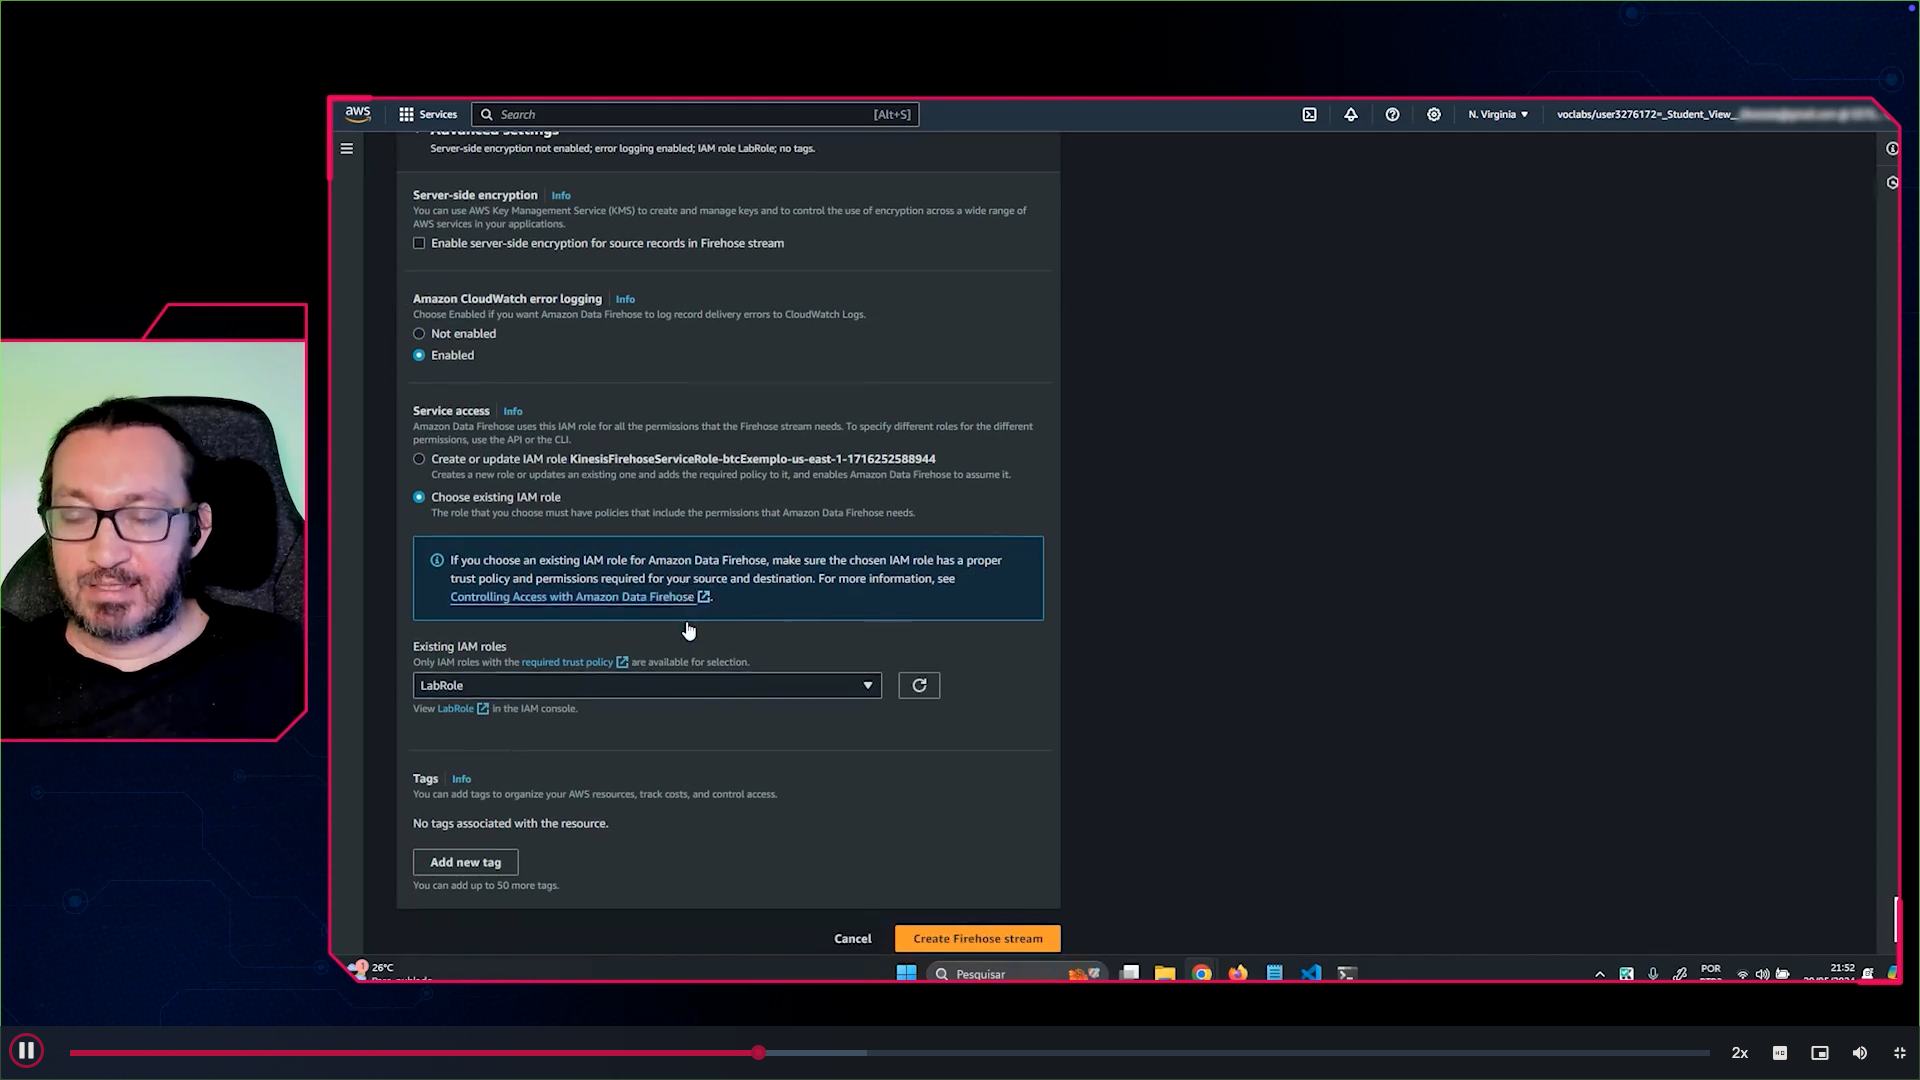 aws
Services
Search
[Alt+S]
N. Virginia
voclabs/user3276172=_Student_View_
Advanced settings
Server-side encryption not enabled; error logging enabled; IAM role LabRole; no tags.
Server-side encryption Info
You can use AWS Key Management Service (KMS) to create and manage keys and to control the use of encryption across a wide range of
AWS services in your applications.
Enable server-side encryption for source records in Firehose stream
Amazon CloudWatch error logging Info
Choose Enabled if you want Amazon Data Firehose to log record delivery errors to CloudWatch Logs.
Not enabled
Enabled
Service access Info
Amazon Data Firehose uses this IAM role for all the permissions that the Firehose stream needs. To specify different roles for the different
permissions, use the API or the CLI.
Create or update IAM role KinesisFirehoseServiceRole-btcExemplo-us-east-1-1716252588944
Creates a new role or updates an existing one and adds the required policy to it, and enables Amazon Data Firehose to assume it.
Choose existing IAM role
The role that you choose must have policies that include the permissions that Amazon Data Firehose needs.
If you choose an existing IAM role for Amazon Data Firehose, make sure the chosen IAM role has a proper
trust policy and permissions required for your source and destination. For more information, see
Controlling Access with Amazon Data Firehose.
Existing IAM roles
Only IAM roles with the required trust policy are available for selection.
LabRole
View LabRole in the IAM console.
Tags Info
You can add tags to organize your AWS resources, track costs, and control access.
No tags associated with the resource.
Add new tag
You can add up to 50 more tags.
Cancel
Create Firehose stream
1
26°C
Pesquisar
POR
21:52
2x